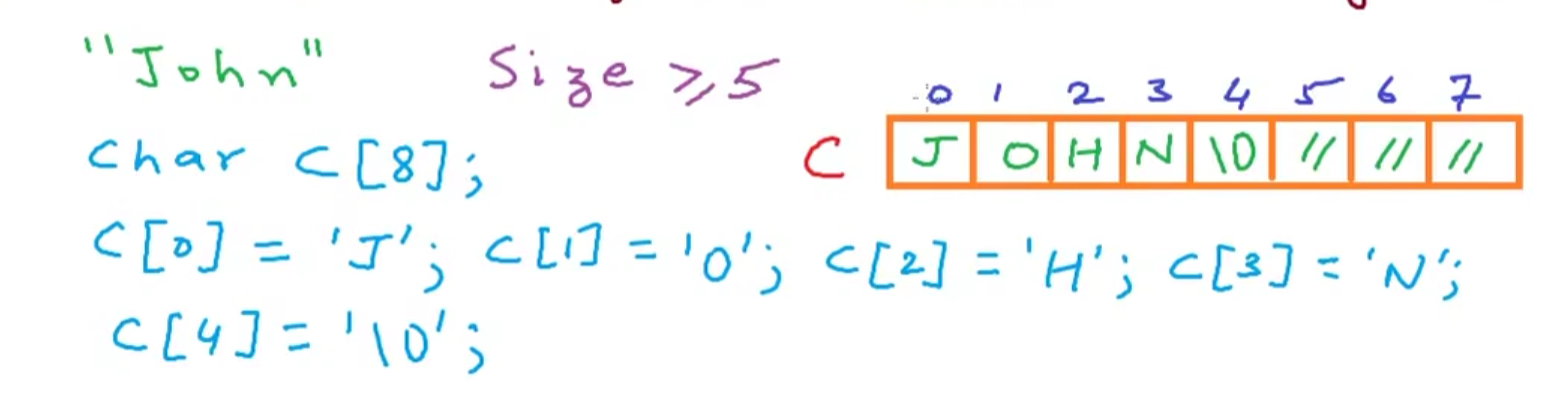 "John" Size ≥ 5
0 1 2 3 4 5 6 7
char C[8];
C J O H N \0 // // //
C[0] = 'J'; C[1] = 'O'; C[2] = 'H'; C[3] = 'N';
C[4] = '\0';